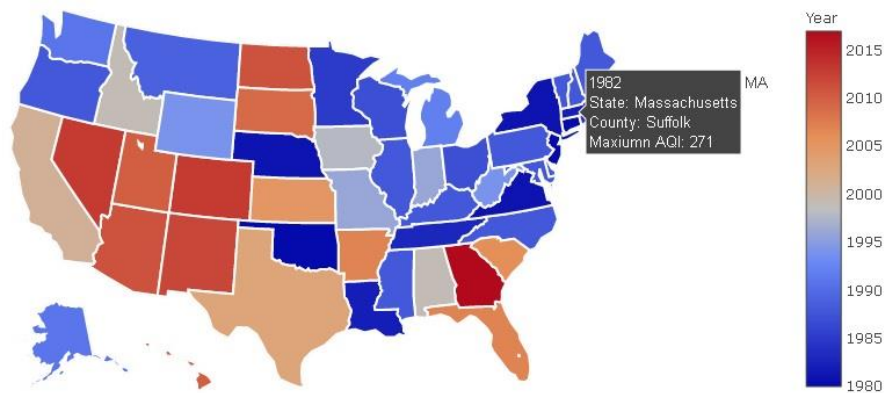 Year
1982
State: Massachusetts
County: Suffolk
Maxiumn AQI: 271
MA
2015
2010
2005
2000
1995
1990
1985
1980